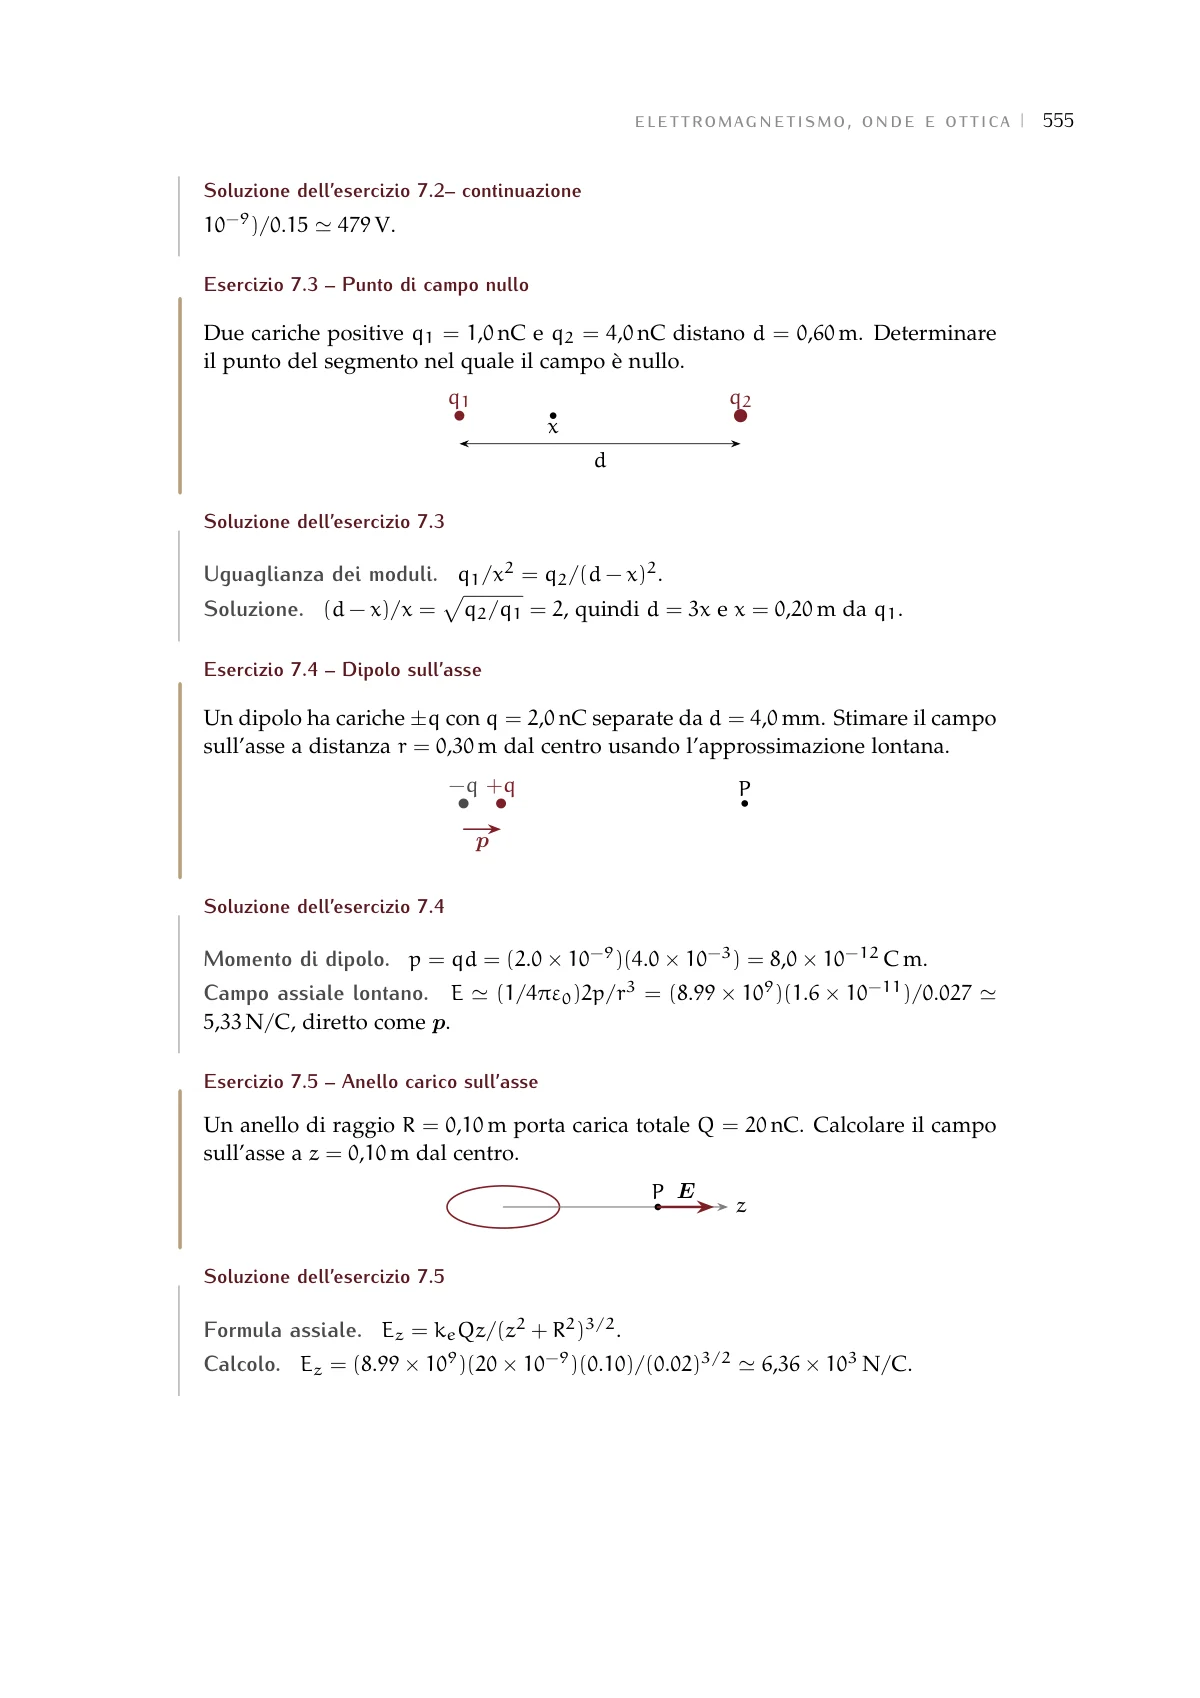 ELETTROMAGNETISMO, ONDE E OTTICA | 555
Soluzione dell'esercizio 7.2– continuazione
10⁻⁹)/0.15 ≃ 479 V.
Esercizio 7.3 – Punto di campo nullo
Due cariche positive q₁ = 1,0 nC e q₂ = 4,0 nC distano d = 0,60 m. Determinare
il punto del segmento nel quale il campo è nullo.
q₁ q₂
x
d
Soluzione dell'esercizio 7.3
Uguaglianza dei moduli. q₁/x² = q₂/(d − x)².
Soluzione. (d − x)/x = √(q₂/q₁) = 2, quindi d = 3x e x = 0,20 m da q₁.
Esercizio 7.4 – Dipolo sull'asse
Un dipolo ha cariche ±q con q = 2,0 nC separate da d = 4,0 mm. Stimare il campo
sull'asse a distanza r = 0,30 m dal centro usando l'approssimazione lontana.
−q +q P
p
Soluzione dell'esercizio 7.4
Momento di dipolo. p = qd = (2.0 × 10⁻⁹)(4.0 × 10⁻³) = 8,0 × 10⁻¹² C m.
Campo assiale lontano. E ≃ (1/4πε₀)2p/r³ = (8.99 × 10⁹)(1.6 × 10⁻¹¹)/0.027 ≃
5,33 N/C, diretto come p.
Esercizio 7.5 – Anello carico sull'asse
Un anello di raggio R = 0,10 m porta carica totale Q = 20 nC. Calcolare il campo
sull'asse a z = 0,10 m dal centro.
P E
z
Soluzione dell'esercizio 7.5
Formula assiale. E_z = kₑQz/(z² + R²)³/².
Calcolo. E_z = (8.99 × 10⁹)(20 × 10⁻⁹)(0.10)/(0.02)³/² ≃ 6,36 × 10³ N/C.